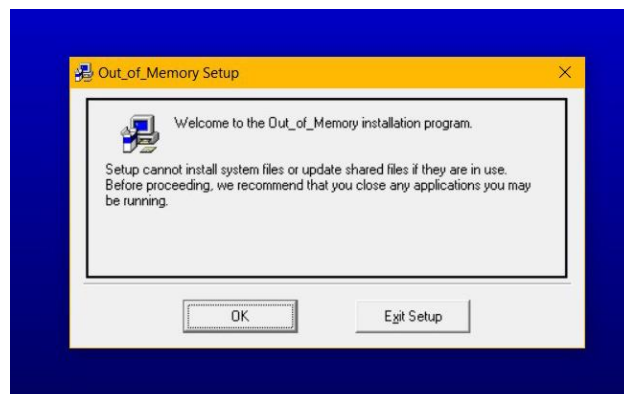 Out_of_Memory Setup
Welcome to the Out_of_Memory installation program.
Setup cannot install system files or update shared files if they are in use.
Before proceeding, we recommend that you close any applications you may
be running.
OK
Exit Setup